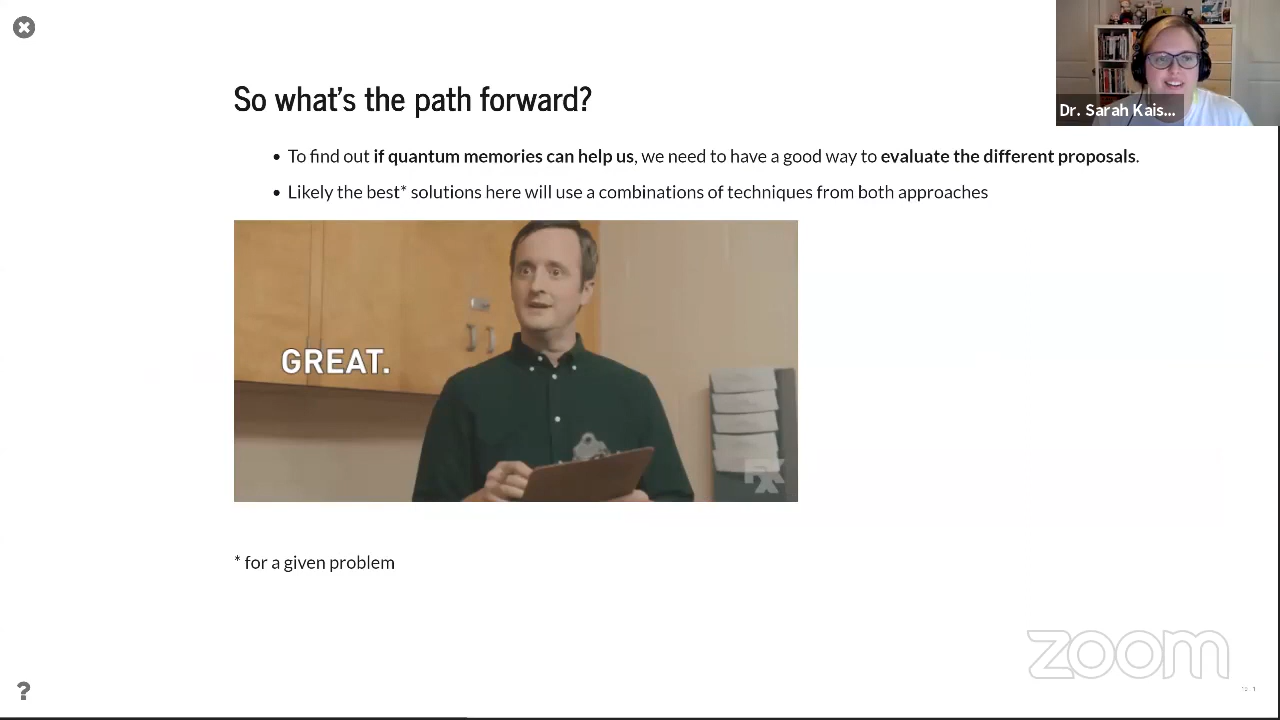 So what's the path forward?
Dr. Sarah Kais...
• To find out if quantum memories can help us, we need to have a good way to evaluate the different proposals.
• Likely the best* solutions here will use a combinations of techniques from both approaches
GREAT.
FX
* for a given problem
zoom
?